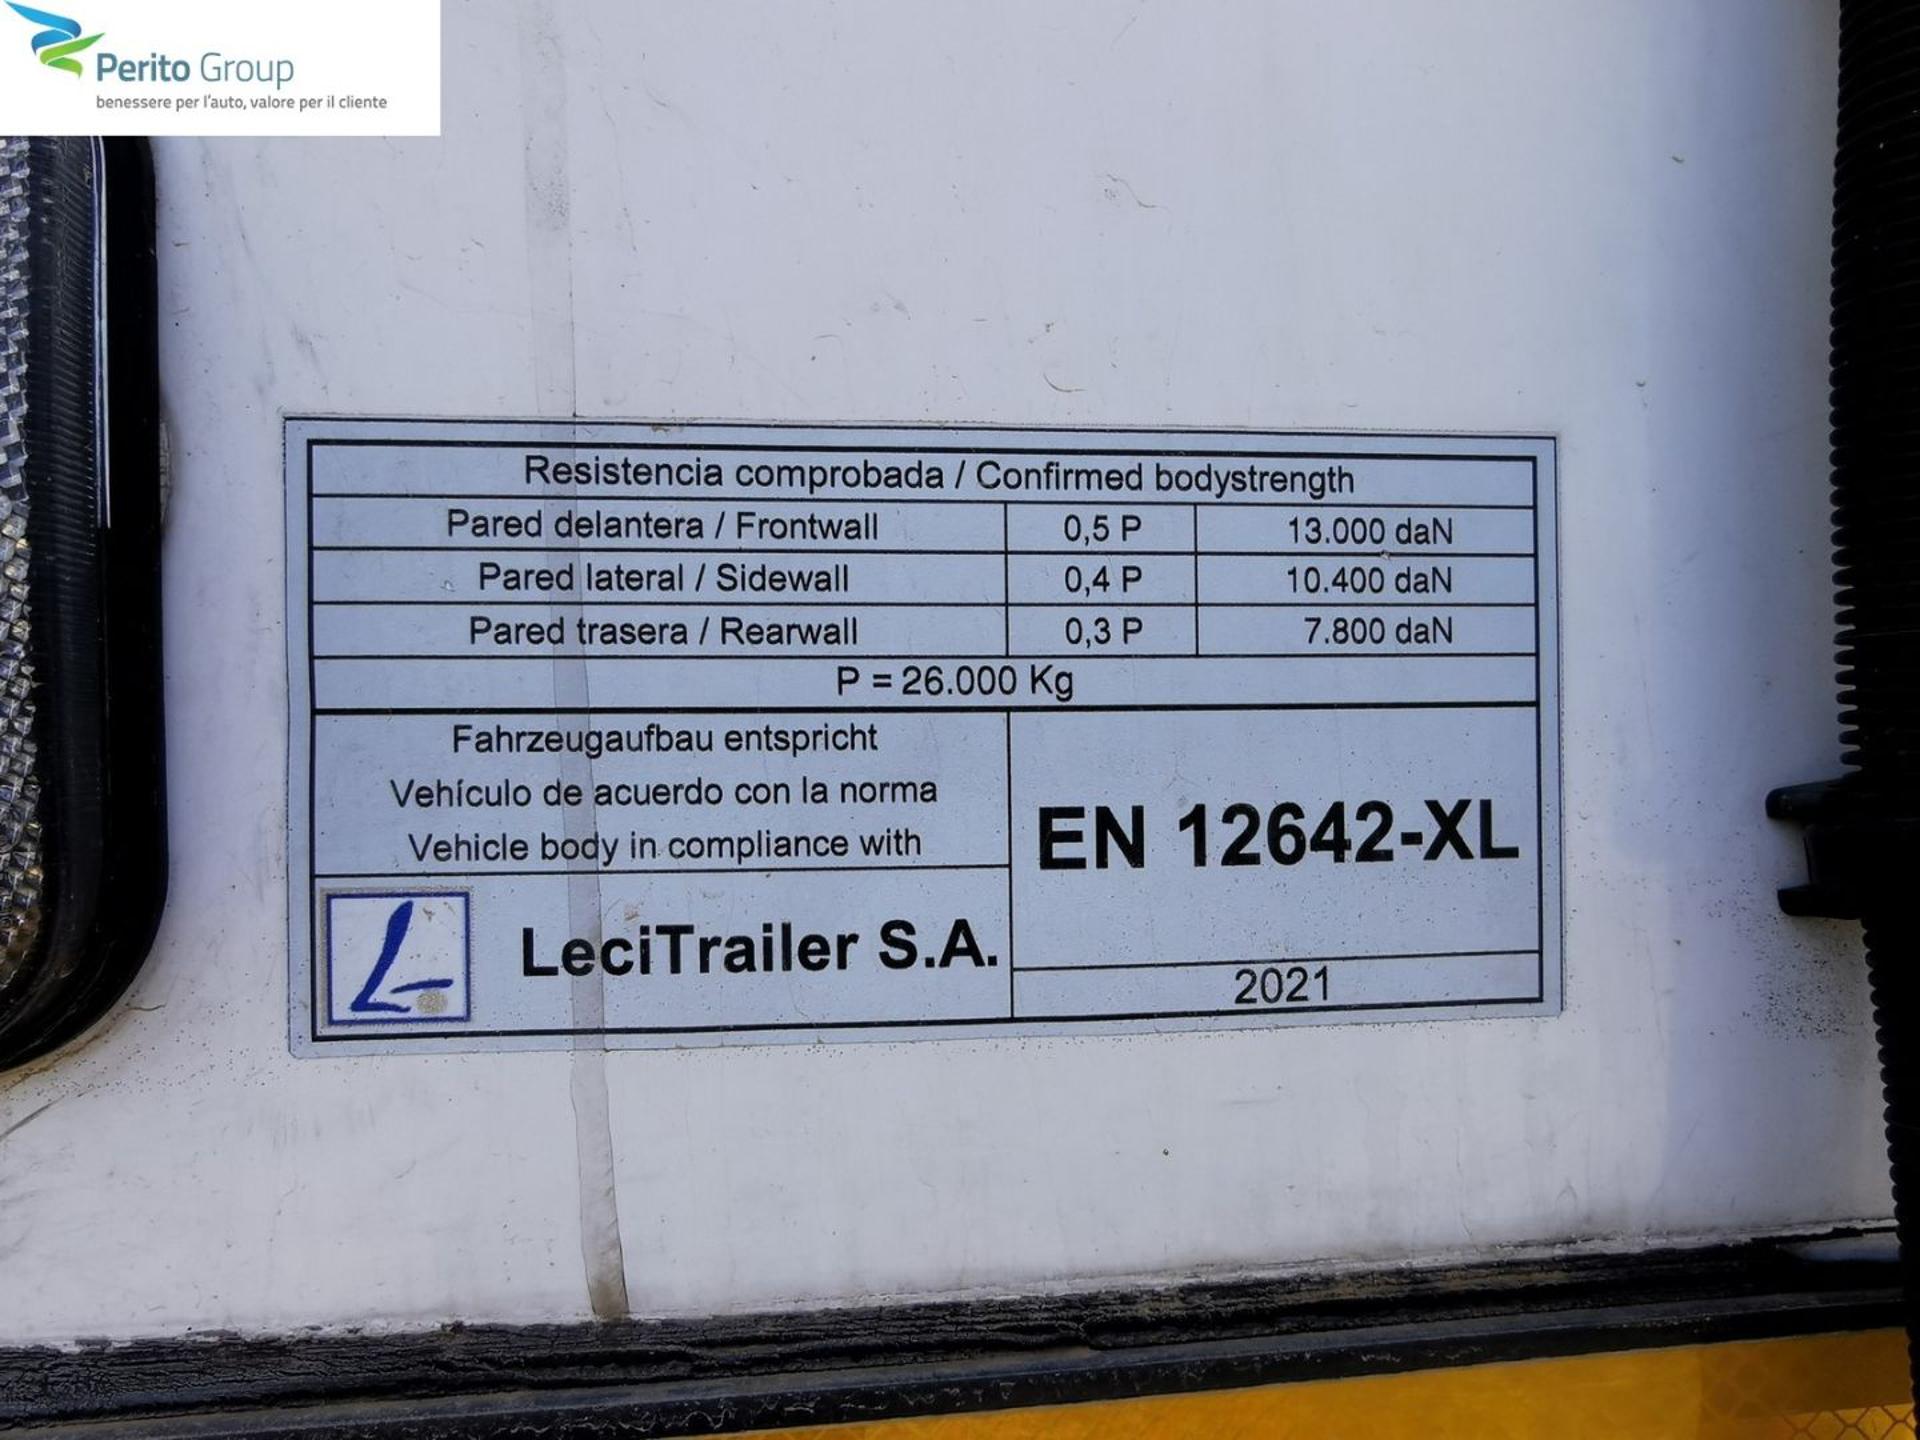 Perito Group
benessere per l'auto, valore per il cliente
Resistencia comprobada / Confirmed bodystrength
Pared delantera / Frontwall 0,5 P 13.000 daN
Pared lateral / Sidewall 0,4 P 10.400 daN
Pared trasera / Rearwall 0,3 P 7.800 daN
P = 26.000 Kg
Fahrzeugaufbau entspricht
Vehículo de acuerdo con la norma
Vehicle body in compliance with
EN 12642-XL
L
LeciTrailer S.A.
2021